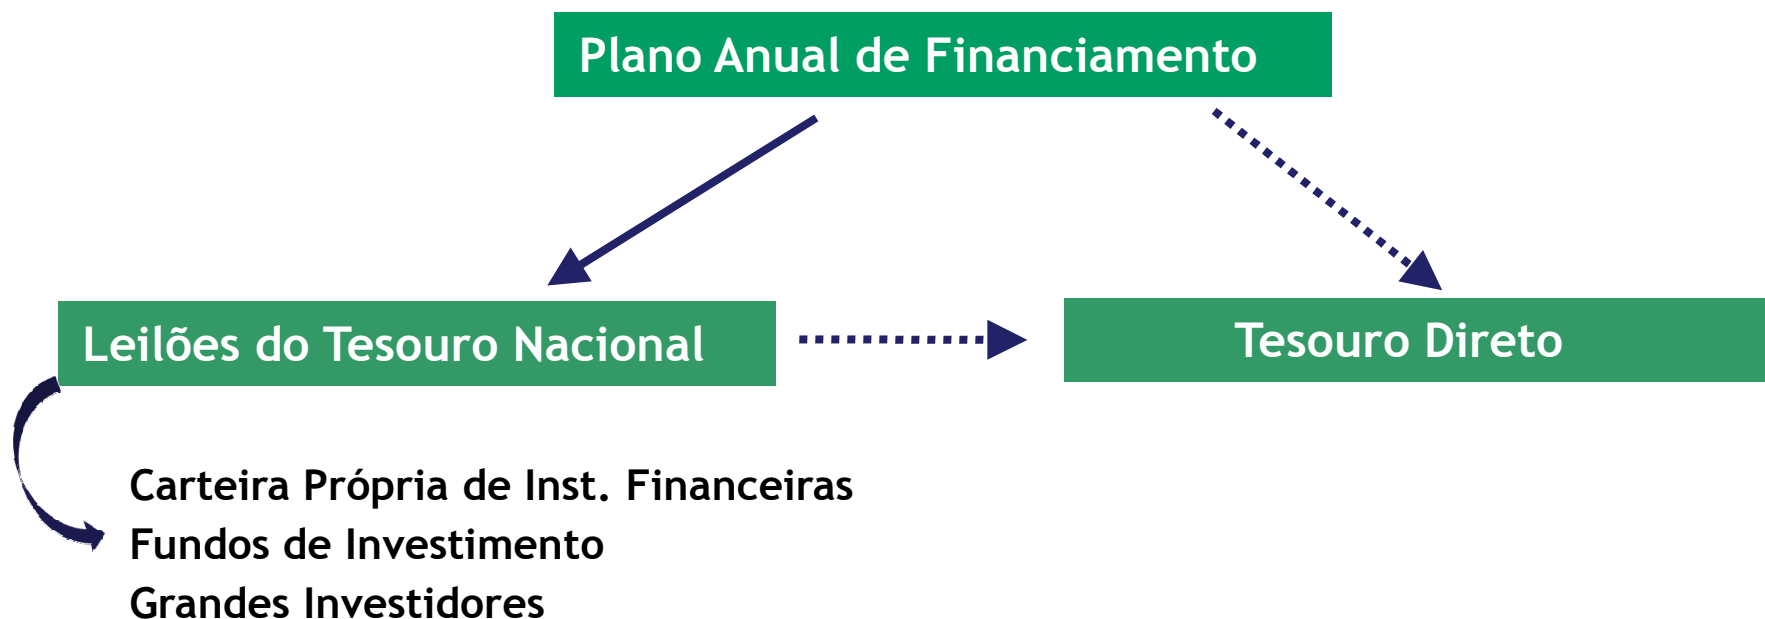 Plano Anual de Financiamento
Leilões do Tesouro Nacional
Tesouro Direto
Carteira Própria de Inst. Financeiras
Fundos de Investimento
Grandes Investidores